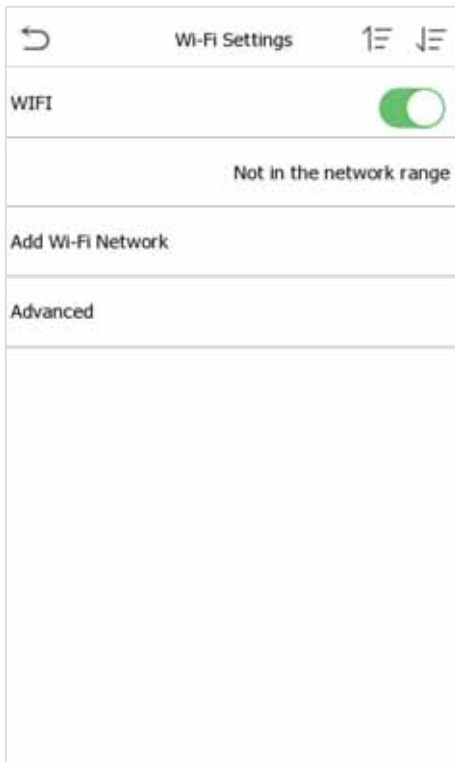 Wi-Fi Settings
WIFI
Not in the network range
Add Wi-Fi Network
Advanced